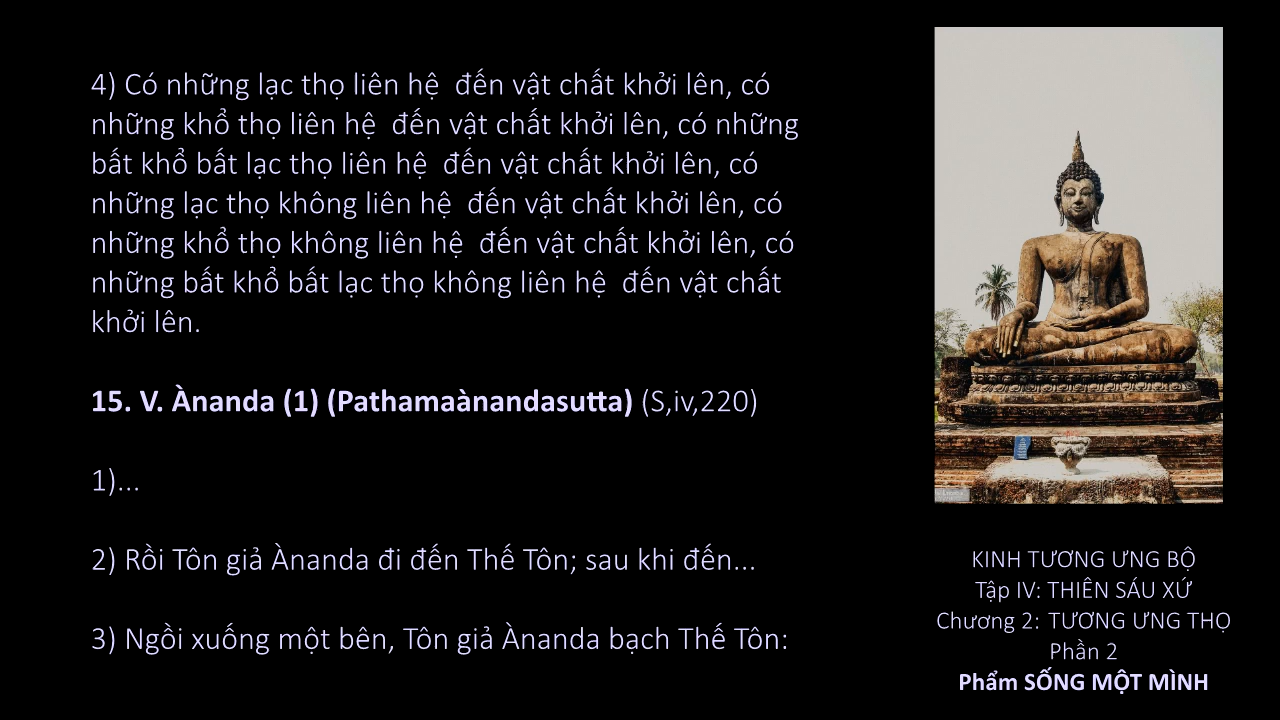 4) Có những lạc thọ liên hệ  đến vật chất khởi lên, có
những khổ thọ liên hệ  đến vật chất khởi lên, có những
bất khổ bất lạc thọ liên hệ  đến vật chất khởi lên, có
những lạc thọ không liên hệ  đến vật chất khởi lên, có
những khổ thọ không liên hệ  đến vật chất khởi lên, có
những bất khổ bất lạc thọ không liên hệ  đến vật chất
khởi lên.
15. V. Ànanda (1) (Pathamaànandasutta) (S,iv,220)
1)...
2) Rồi Tôn giả Ànanda đi đến Thế Tôn; sau khi đến...
3) Ngồi xuống một bên, Tôn giả Ànanda bạch Thế Tôn:
KINH TƯƠNG ƯNG BỘ
Tập IV: THIÊN SÁU XỨ
Chương 2: TƯƠNG ƯNG THỌ
Phần 2
Phẩm SỐNG MỘT MÌNH